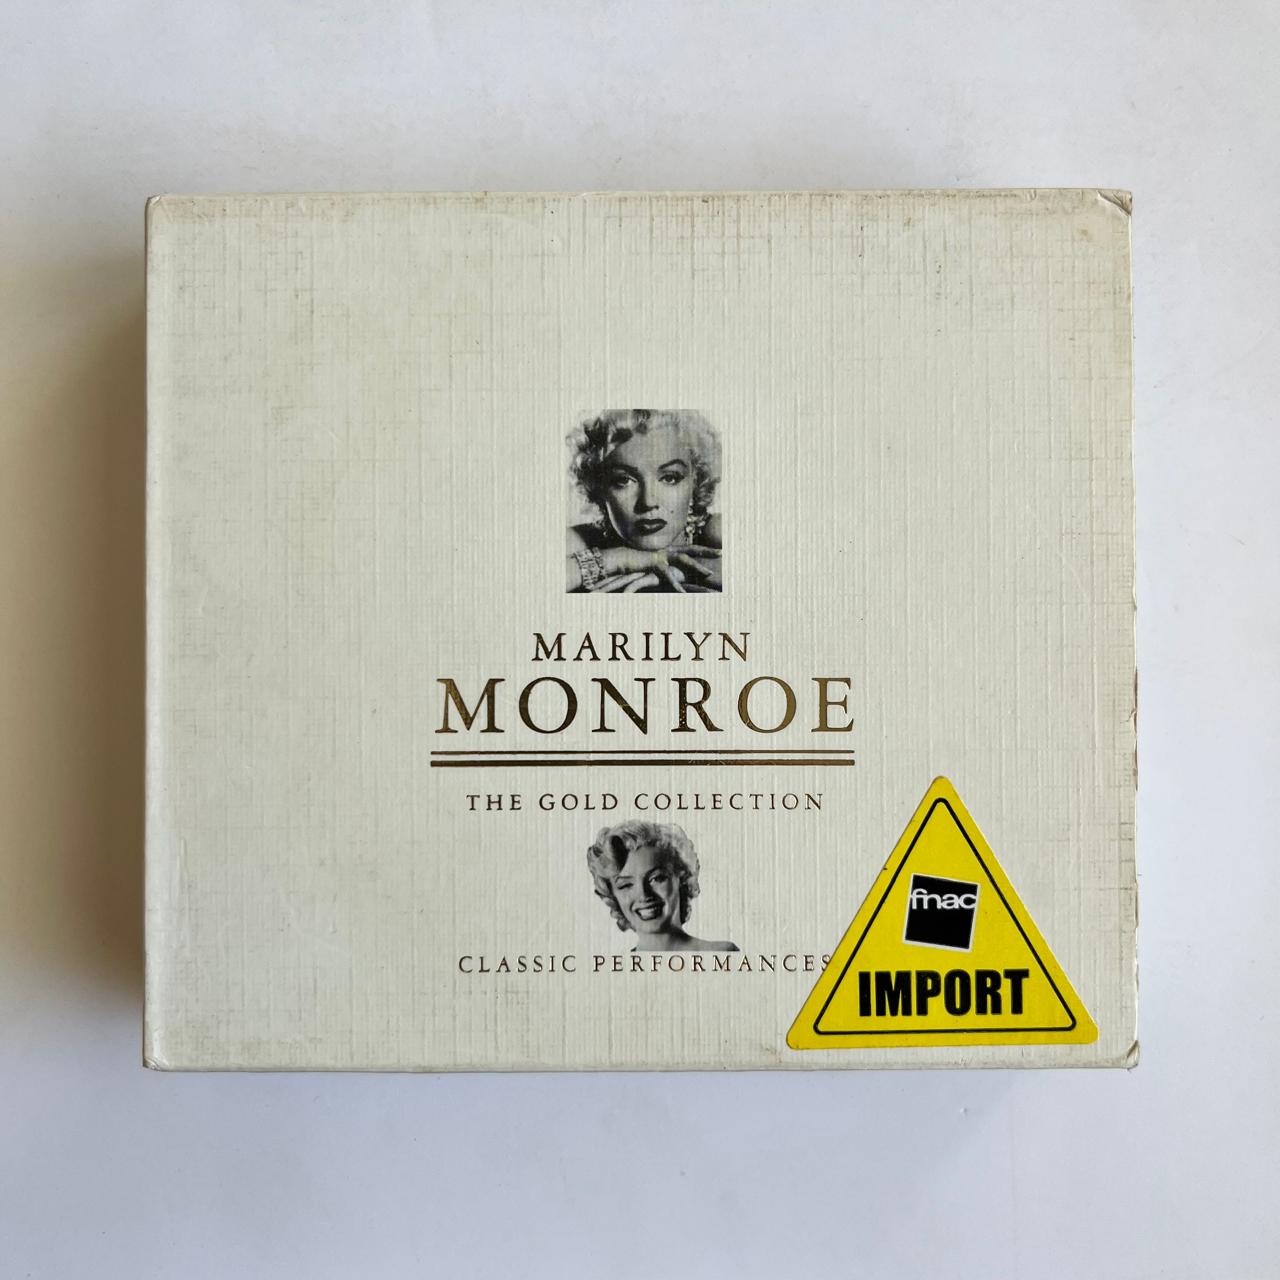 MARILYN
MONROE
THE GOLD COLLECTION
CLASSIC PERFORMANCES
fnac
IMPORT